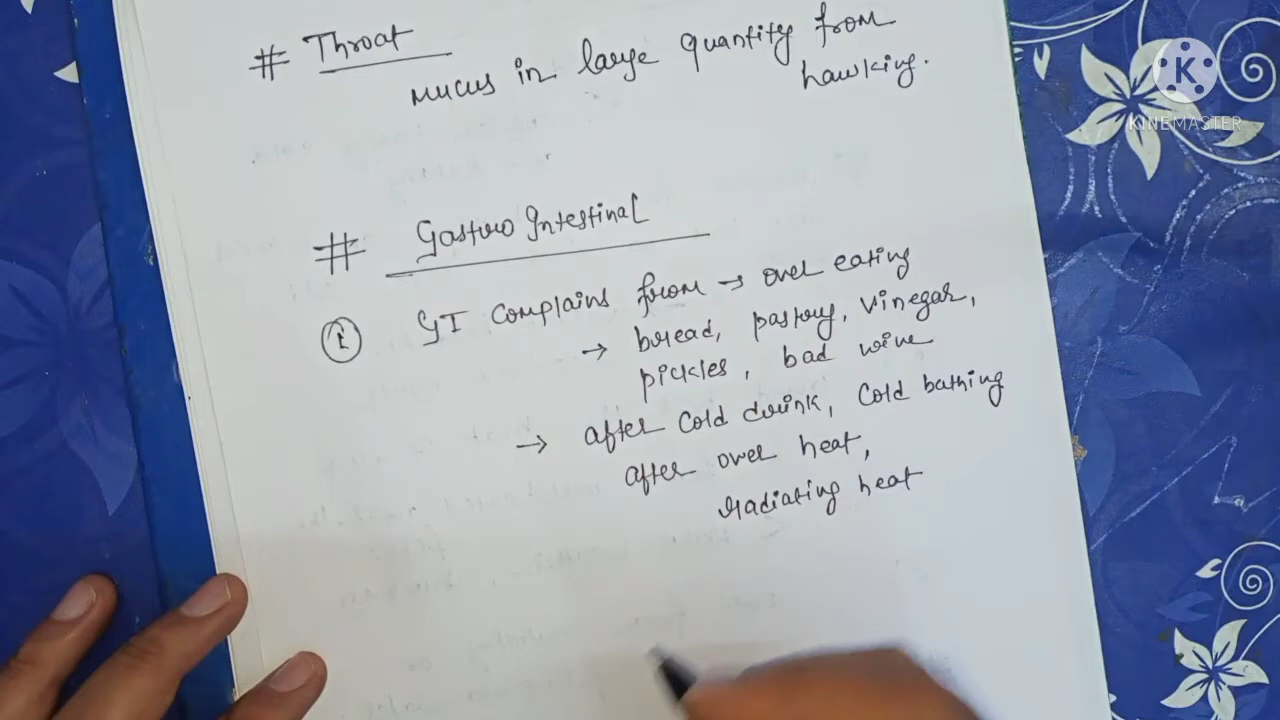 # Throat
mucus in large quantity from
hawking.
# Gastro Intestinal
1 GI complains from → over eating
→ bread, pastry, vinegar,
pickles, bad wine
→ after cold drink, cold bathing
after over heat,
radiating heat
K
KINEMASTER